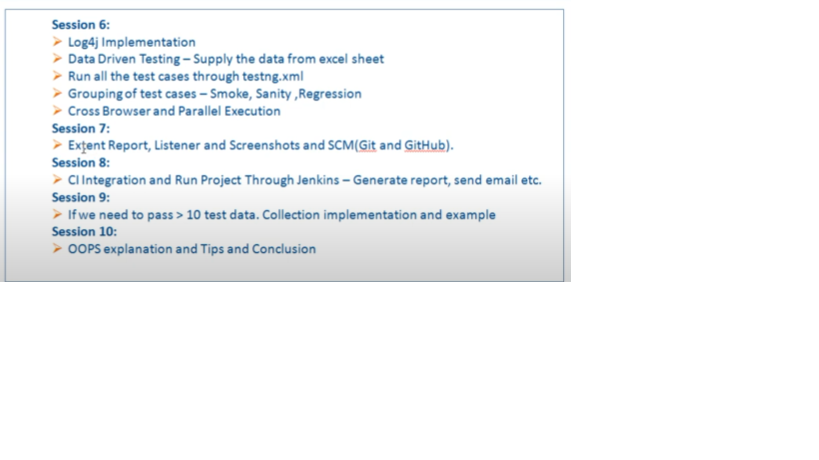 Session 6:
Log4j Implementation
Data Driven Testing – Supply the data from excel sheet
Run all the test cases through testng.xml
Grouping of test cases – Smoke, Sanity ,Regression
Cross Browser and Parallel Execution
Session 7:
Extent Report, Listener and Screenshots and SCM(Git and GitHub).
Session 8:
CI Integration and Run Project Through Jenkins – Generate report, send email etc.
Session 9:
If we need to pass > 10 test data. Collection implementation and example
Session 10:
OOPS explanation and Tips and Conclusion